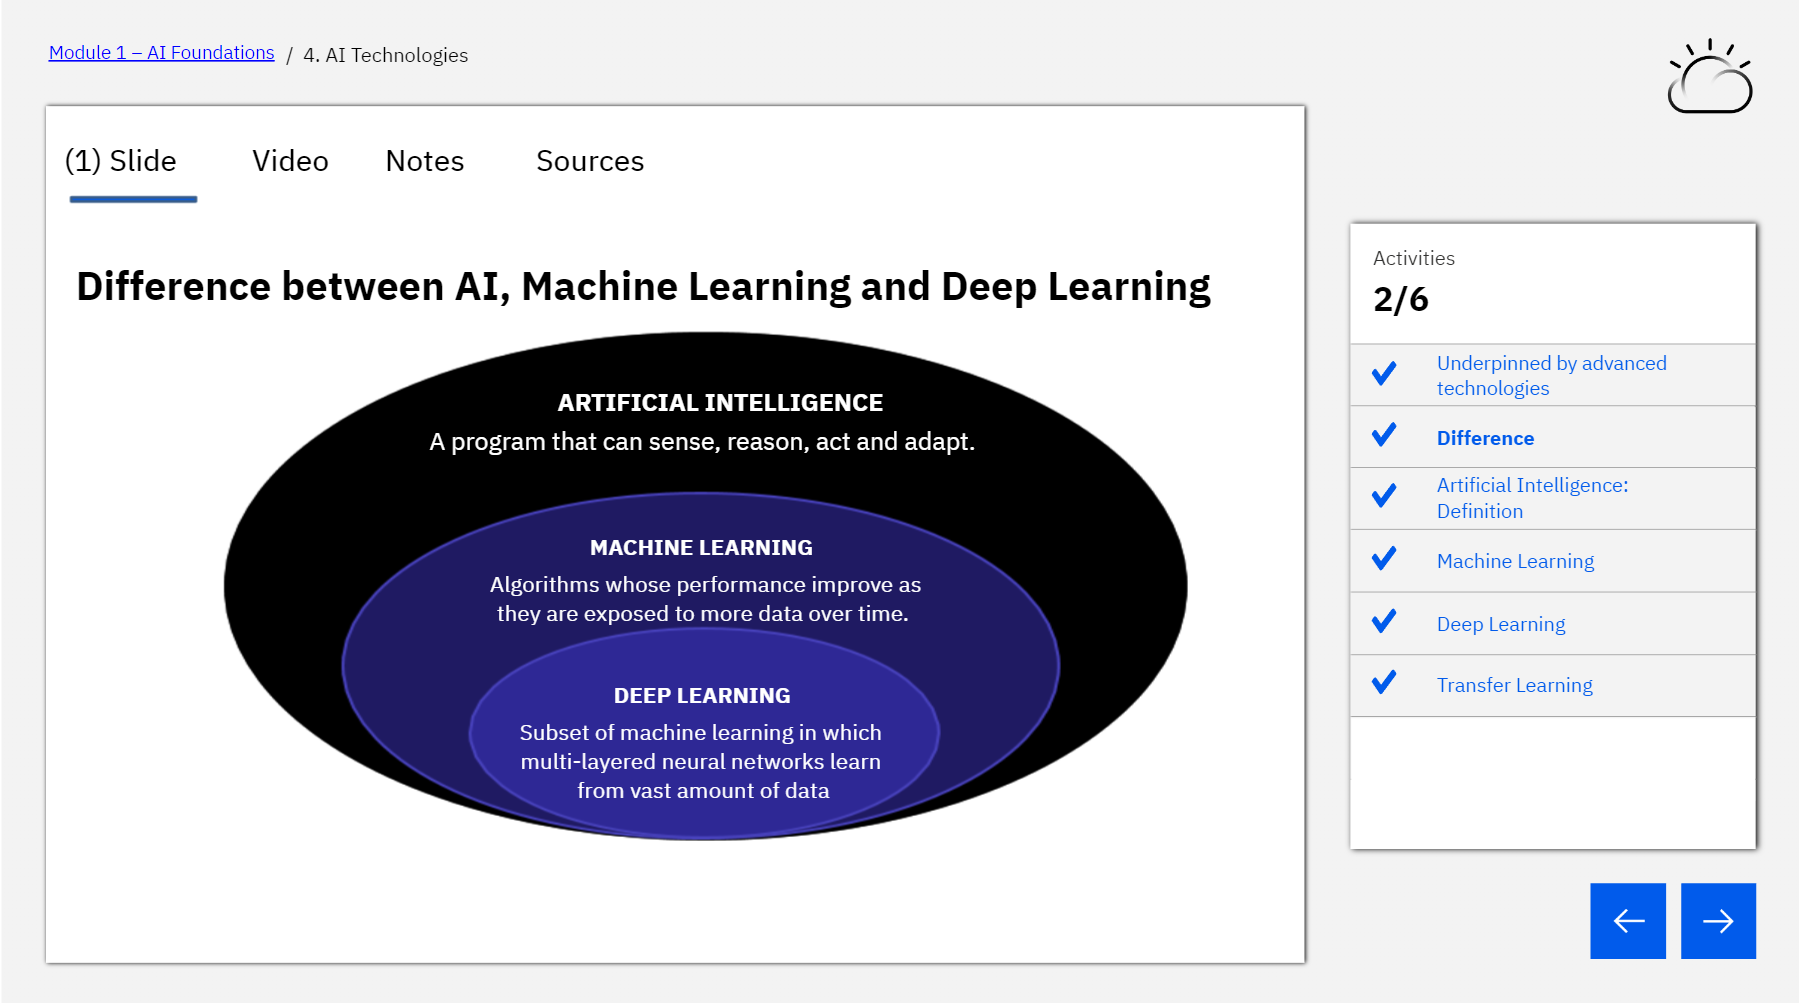 Module 1 – AI Foundations / 4. AI Technologies
(1) Slide Video Notes Sources
Difference between AI, Machine Learning and Deep Learning
ARTIFICIAL INTELLIGENCE
A program that can sense, reason, act and adapt.
MACHINE LEARNING
Algorithms whose performance improve as
they are exposed to more data over time.
DEEP LEARNING
Subset of machine learning in which
multi-layered neural networks learn
from vast amount of data
Activities
2/6
Underpinned by advanced
technologies
Difference
Artificial Intelligence:
Definition
Machine Learning
Deep Learning
Transfer Learning